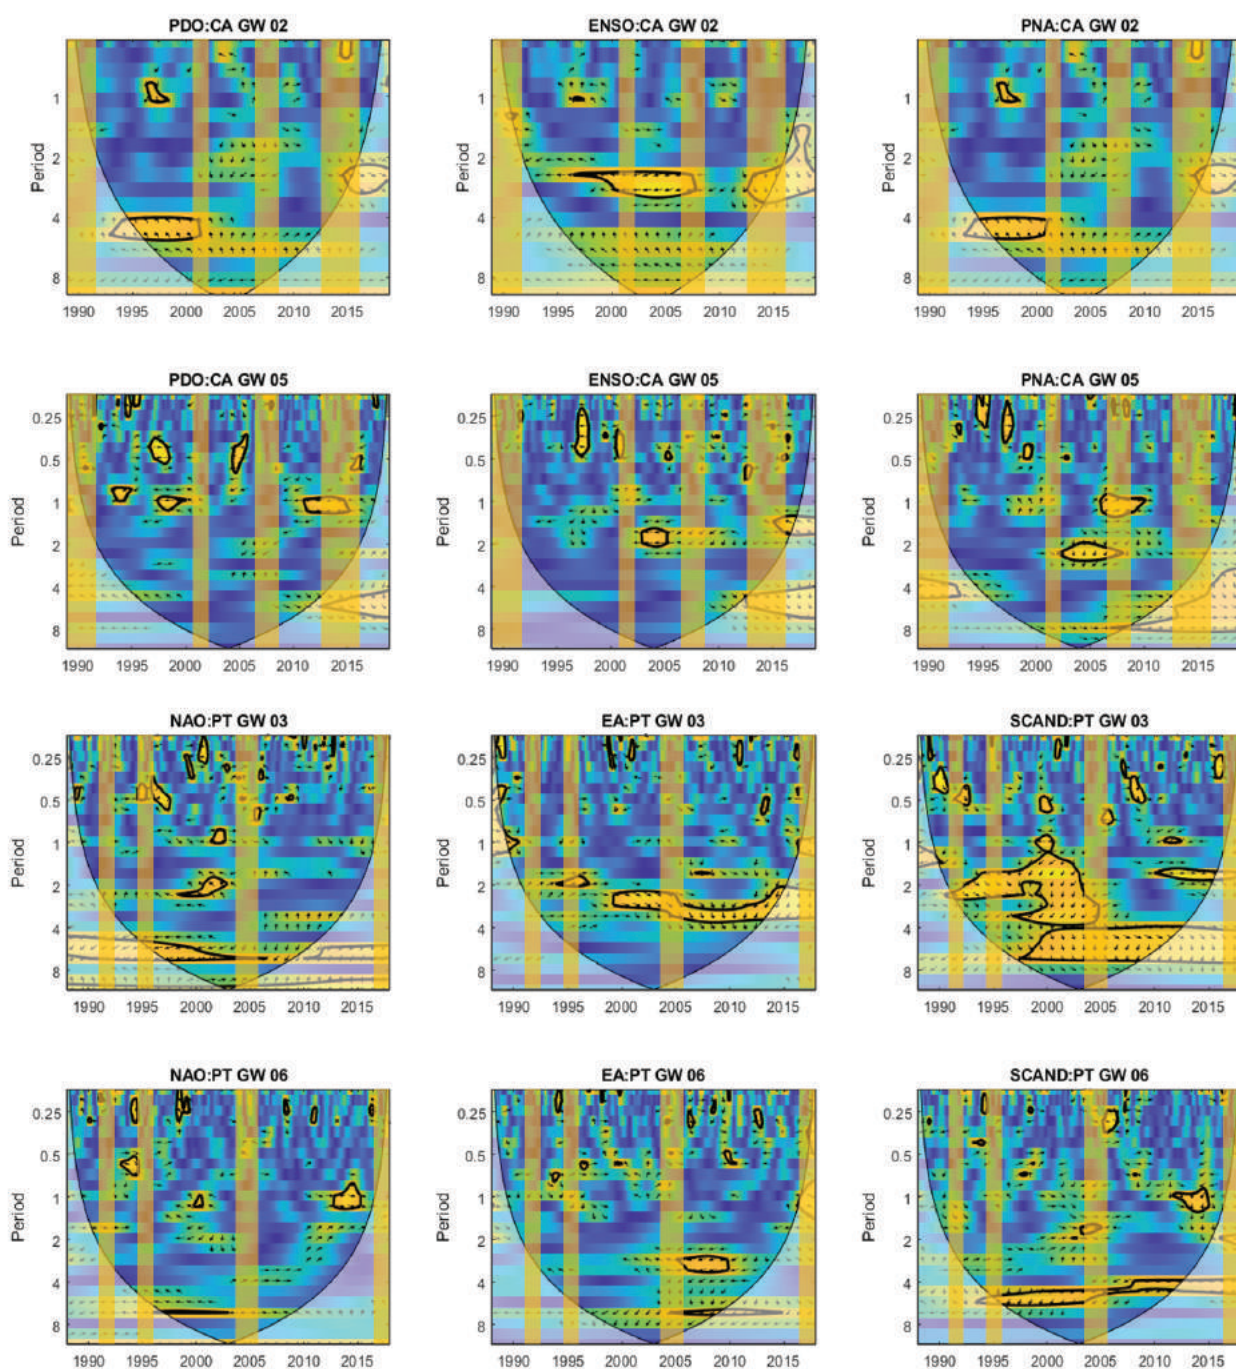 PDO:CA GW 02 ENSO:CA GW 02 PNA:CA GW 02
Period 1 2 4 8 Period 1 2 4 8 Period 1 2 4 8
1990 1995 2000 2005 2010 2015 1990 1995 2000 2005 2010 2015 1990 1995 2000 2005 2010 2015
PDO:CA GW 05 ENSO:CA GW 05 PNA:CA GW 05
Period 0.25 0.5 1 2 4 8 Period 0.25 0.5 1 2 4 8 Period 0.25 0.5 1 2 4 8
1990 1995 2000 2005 2010 2015 1990 1995 2000 2005 2010 2015 1990 1995 2000 2005 2010 2015
NAO:PT GW 03 EA:PT GW 03 SCAND:PT GW 03
Period 0.25 0.5 1 2 4 8 Period 0.25 0.5 1 2 4 8 Period 0.25 0.5 1 2 4 8
1990 1995 2000 2005 2010 2015 1990 1995 2000 2005 2010 2015 1990 1995 2000 2005 2010 2015
NAO:PT GW 06 EA:PT GW 06 SCAND:PT GW 06
Period 0.25 0.5 1 2 4 8 Period 0.25 0.5 1 2 4 8 Period 0.25 0.5 1 2 4 8
1990 1995 2000 2005 2010 2015 1990 1995 2000 2005 2010 2015 1990 1995 2000 2005 2010 2015